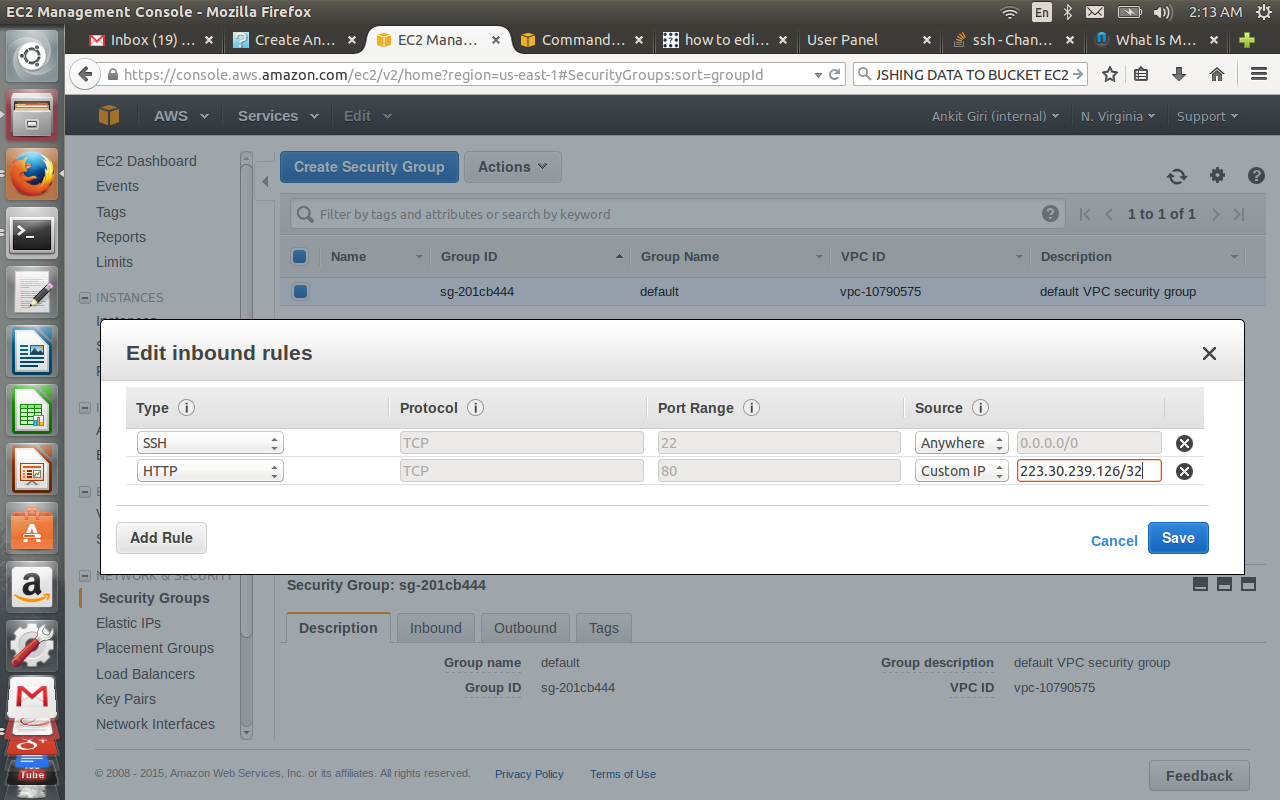 EC2 Management Console - Mozilla Firefox
En
2:13 AM
Inbox (19) ...
Create An...
EC2 Mana...
Command...
how to edi...
User Panel
ssh - Chan...
What Is M...
https://console.aws.amazon.com/ec2/v2/home?region=us-east-1#SecurityGroups:sort=groupId
JSHING DATA TO BUCKET EC2
AWS
Services
Edit
Ankit Giri (internal)
N. Virginia
Support
EC2 Dashboard
Events
Tags
Reports
Limits
INSTANCES
Create Security Group
Actions
Filter by tags and attributes or search by keyword
1 to 1 of 1
Name
Group ID
Group Name
VPC ID
Description
sg-201cb444
default
vpc-10790575
default VPC security group
Edit inbound rules
Type
Protocol
Port Range
Source
SSH
TCP
22
Anywhere
0.0.0.0/0
HTTP
TCP
80
Custom IP
223.30.239.126/32
Add Rule
Cancel
Save
NETWORK & SECURITY
Security Groups
Elastic IPs
Placement Groups
Load Balancers
Key Pairs
Network Interfaces
Security Group: sg-201cb444
Description
Inbound
Outbound
Tags
Group name
default
Group description
default VPC security group
Group ID
sg-201cb444
VPC ID
vpc-10790575
© 2008 - 2015, Amazon Web Services, Inc. or its affiliates. All rights reserved.
Privacy Policy
Terms of Use
Feedback
You
Tube